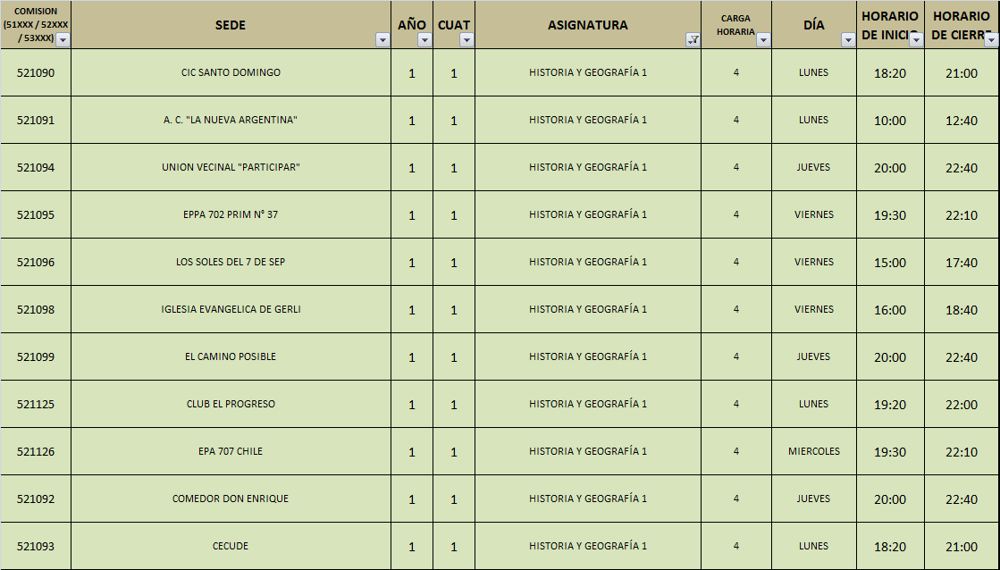 COMISION (51XXX / 52XXX / 53XXX) SEDE AÑO CUAT ASIGNATURA CARGA HORARIA DÍA HORARIO DE INICIO HORARIO DE CIERRE
521090 CIC SANTO DOMINGO 1 1 HISTORIA Y GEOGRAFÍA 1 4 LUNES 18:20 21:00
521091 A. C. "LA NUEVA ARGENTINA" 1 1 HISTORIA Y GEOGRAFÍA 1 4 LUNES 10:00 12:40
521094 UNION VECINAL "PARTICIPAR" 1 1 HISTORIA Y GEOGRAFÍA 1 4 JUEVES 20:00 22:40
521095 EPPA 702 PRIM N° 37 1 1 HISTORIA Y GEOGRAFÍA 1 4 VIERNES 19:30 22:10
521096 LOS SOLES DEL 7 DE SEP 1 1 HISTORIA Y GEOGRAFÍA 1 4 VIERNES 15:00 17:40
521098 IGLESIA EVANGELICA DE GERLI 1 1 HISTORIA Y GEOGRAFÍA 1 4 VIERNES 16:00 18:40
521099 EL CAMINO POSIBLE 1 1 HISTORIA Y GEOGRAFÍA 1 4 JUEVES 20:00 22:40
521125 CLUB EL PROGRESO 1 1 HISTORIA Y GEOGRAFÍA 1 4 LUNES 19:20 22:00
521126 EPA 707 CHILE 1 1 HISTORIA Y GEOGRAFÍA 1 4 MIERCOLES 19:30 22:10
521092 COMEDOR DON ENRIQUE 1 1 HISTORIA Y GEOGRAFÍA 1 4 JUEVES 20:00 22:40
521093 CECUDE 1 1 HISTORIA Y GEOGRAFÍA 1 4 LUNES 18:20 21:00